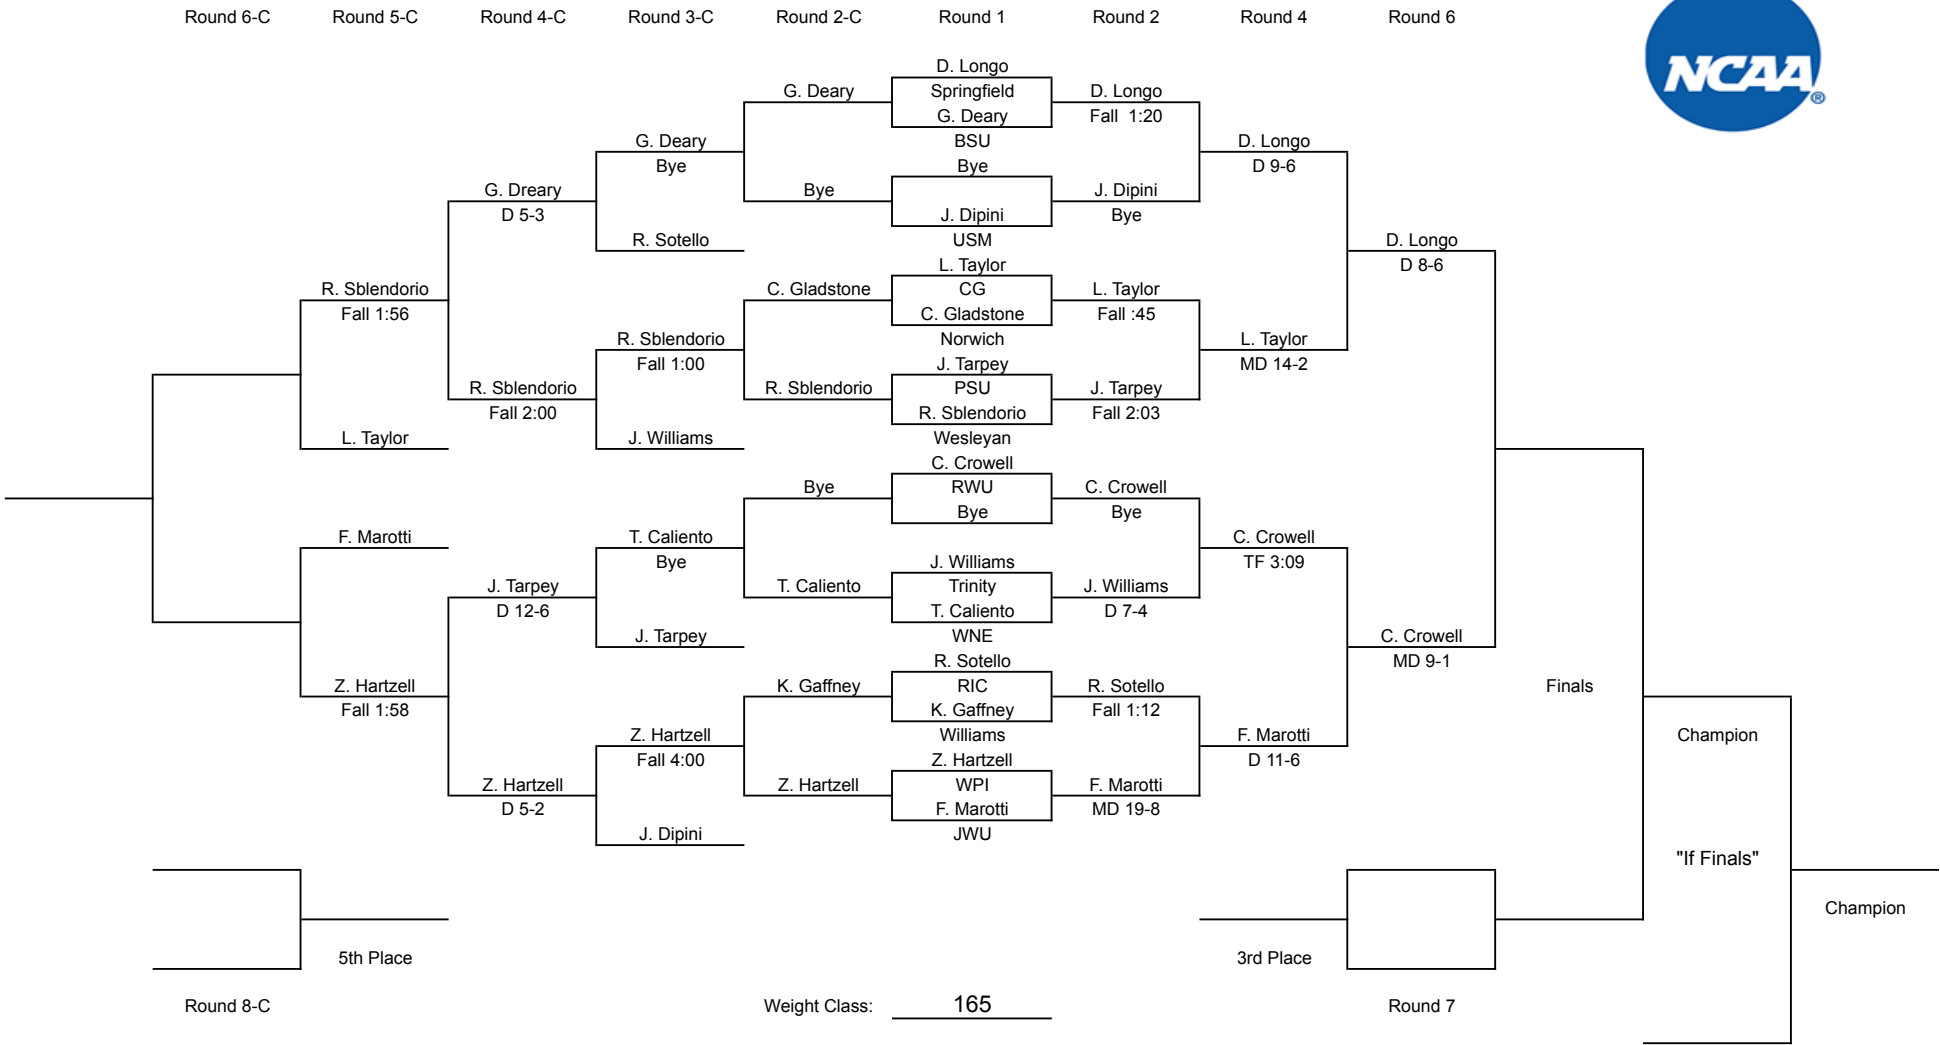 Round 6-C Round 5-C Round 4-C Round 3-C Round 2-C Round 1 Round 2 Round 4 Round 6
NCAA®
D. Longo
G. Deary Springfield D. Longo
G. Deary Fall 1:20
G. Deary BSU D. Longo
Bye Bye D 9-6
G. Dreary Bye J. Dipini
D 5-3 J. Dipini Bye
R. Sotello USM D. Longo
L. Taylor D 8-6
R. Sblendorio C. Gladstone CG L. Taylor
Fall 1:56 C. Gladstone Fall :45
R. Sblendorio Norwich L. Taylor
Fall 1:00 J. Tarpey MD 14-2
R. Sblendorio R. Sblendorio PSU J. Tarpey
Fall 2:00 R. Sblendorio Fall 2:03
L. Taylor J. Williams Wesleyan
C. Crowell
Bye RWU C. Crowell
Bye Bye
F. Marotti T. Caliento C. Crowell
Bye J. Williams TF 3:09
J. Tarpey T. Caliento Trinity J. Williams
D 12-6 T. Caliento D 7-4
J. Tarpey WNE C. Crowell
R. Sotello MD 9-1
Z. Hartzell K. Gaffney RIC R. Sotello Finals
Fall 1:58 K. Gaffney Fall 1:12
Z. Hartzell Williams F. Marotti Champion
Fall 4:00 Z. Hartzell D 11-6
Z. Hartzell Z. Hartzell WPI F. Marotti
D 5-2 F. Marotti MD 19-8
J. Dipini JWU
"If Finals"
Champion
5th Place 3rd Place
Round 8-C Weight Class: 165 Round 7